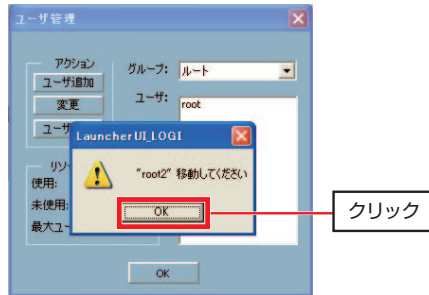 ユーザ管理
アクション
グループ: ルート
ユーザ追加
ユーザ: root
変更
ユーザ
LauncherUI_LOGI
リソ
"root2" 移動してください
使用:
未使用:
OK
クリック
最大ユー
OK